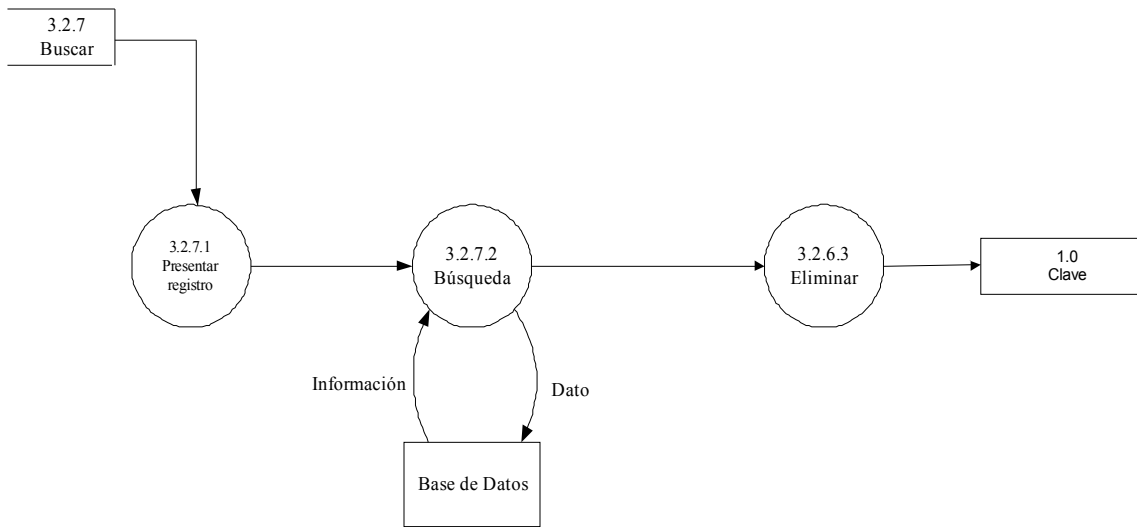 3.2.7
Buscar
3.2.7.1
Presentar
registro
3.2.7.2
Búsqueda
3.2.6.3
Eliminar
1.0
Clave
Información
Dato
Base de Datos